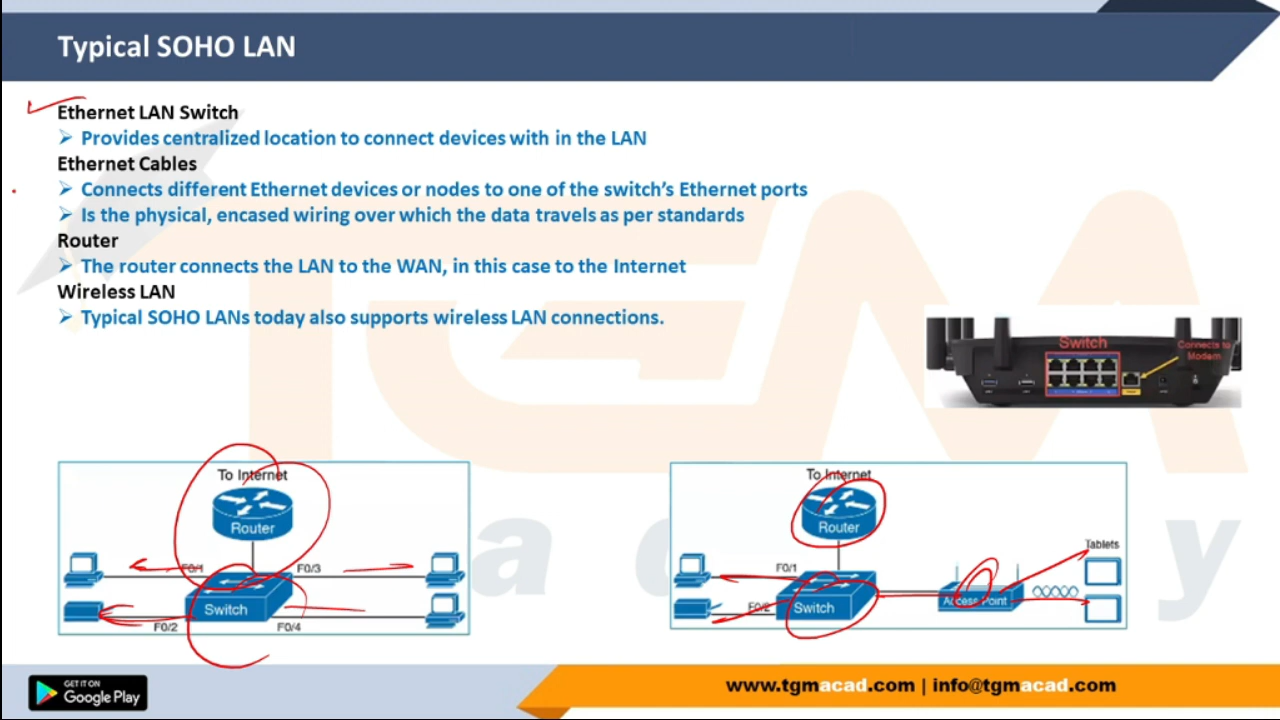 Typical SOHO LAN
Ethernet LAN Switch
Provides centralized location to connect devices with in the LAN
Ethernet Cables
Connects different Ethernet devices or nodes to one of the switch’s Ethernet ports
Is the physical, encased wiring over which the data travels as per standards
Router
The router connects the LAN to the WAN, in this case to the Internet
Wireless LAN
Typical SOHO LANs today also supports wireless LAN connections.
Switch
Connects to
Modem
To Internet
Router
F0/1
F0/3
Switch
F0/2
F0/4
To Internet
Router
Tablets
F0/1
F0/2
Switch
Access Point
TGM
a
y
GET IT ON
Google Play
www.tgmacad.com | info@tgmacad.com